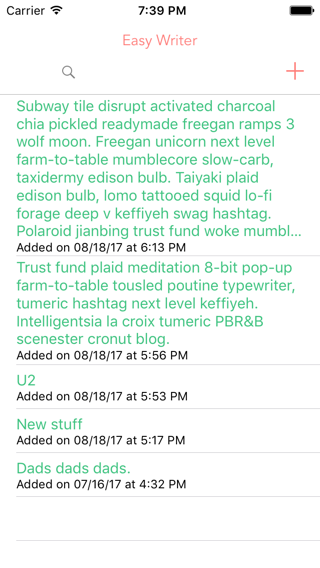 Carrier 7:39 PM
Easy Writer
Subway tile disrupt activated charcoal
chia pickled readymade freegan ramps 3
wolf moon. Freegan unicorn next level
farm-to-table mumblecore slow-carb,
taxidermy edison bulb. Taiyaki plaid
edison bulb, lomo tattooed squid lo-fi
forage deep v keffiyeh swag hashtag.
Polaroid jianbing trust fund woke mumbl...
Added on 08/18/17 at 6:13 PM
Trust fund plaid meditation 8-bit pop-up
farm-to-table tousled poutine typewriter,
tumeric hashtag next level keffiyeh.
Intelligentsia la croix tumeric PBR&B
scenester cronut blog.
Added on 08/18/17 at 5:56 PM
U2
Added on 08/18/17 at 5:53 PM
New stuff
Added on 08/18/17 at 5:17 PM
Dads dads dads.
Added on 07/16/17 at 4:32 PM